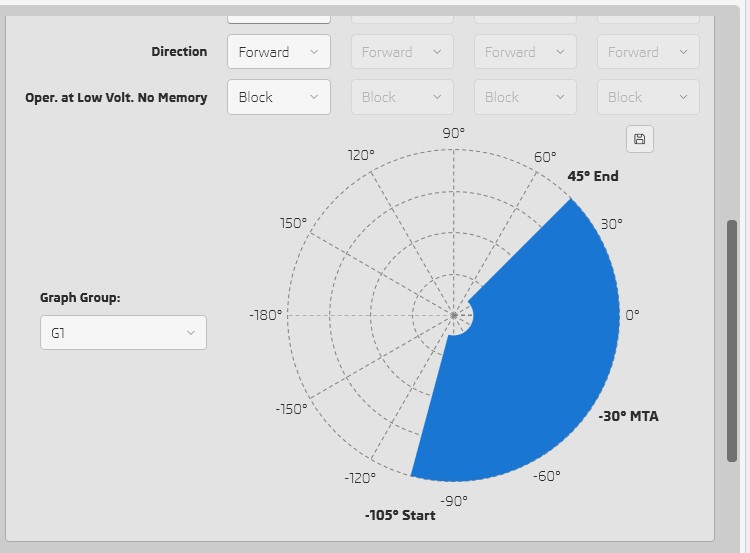 Direction Forward Forward Forward Forward
Oper. at Low Volt. No Memory Block Block Block Block
90°
120° 60°
45° End
150° 30°
Graph Group:
-180° 0°
G1
-150° -30° MTA
-120° -60°
-90°
-105° Start